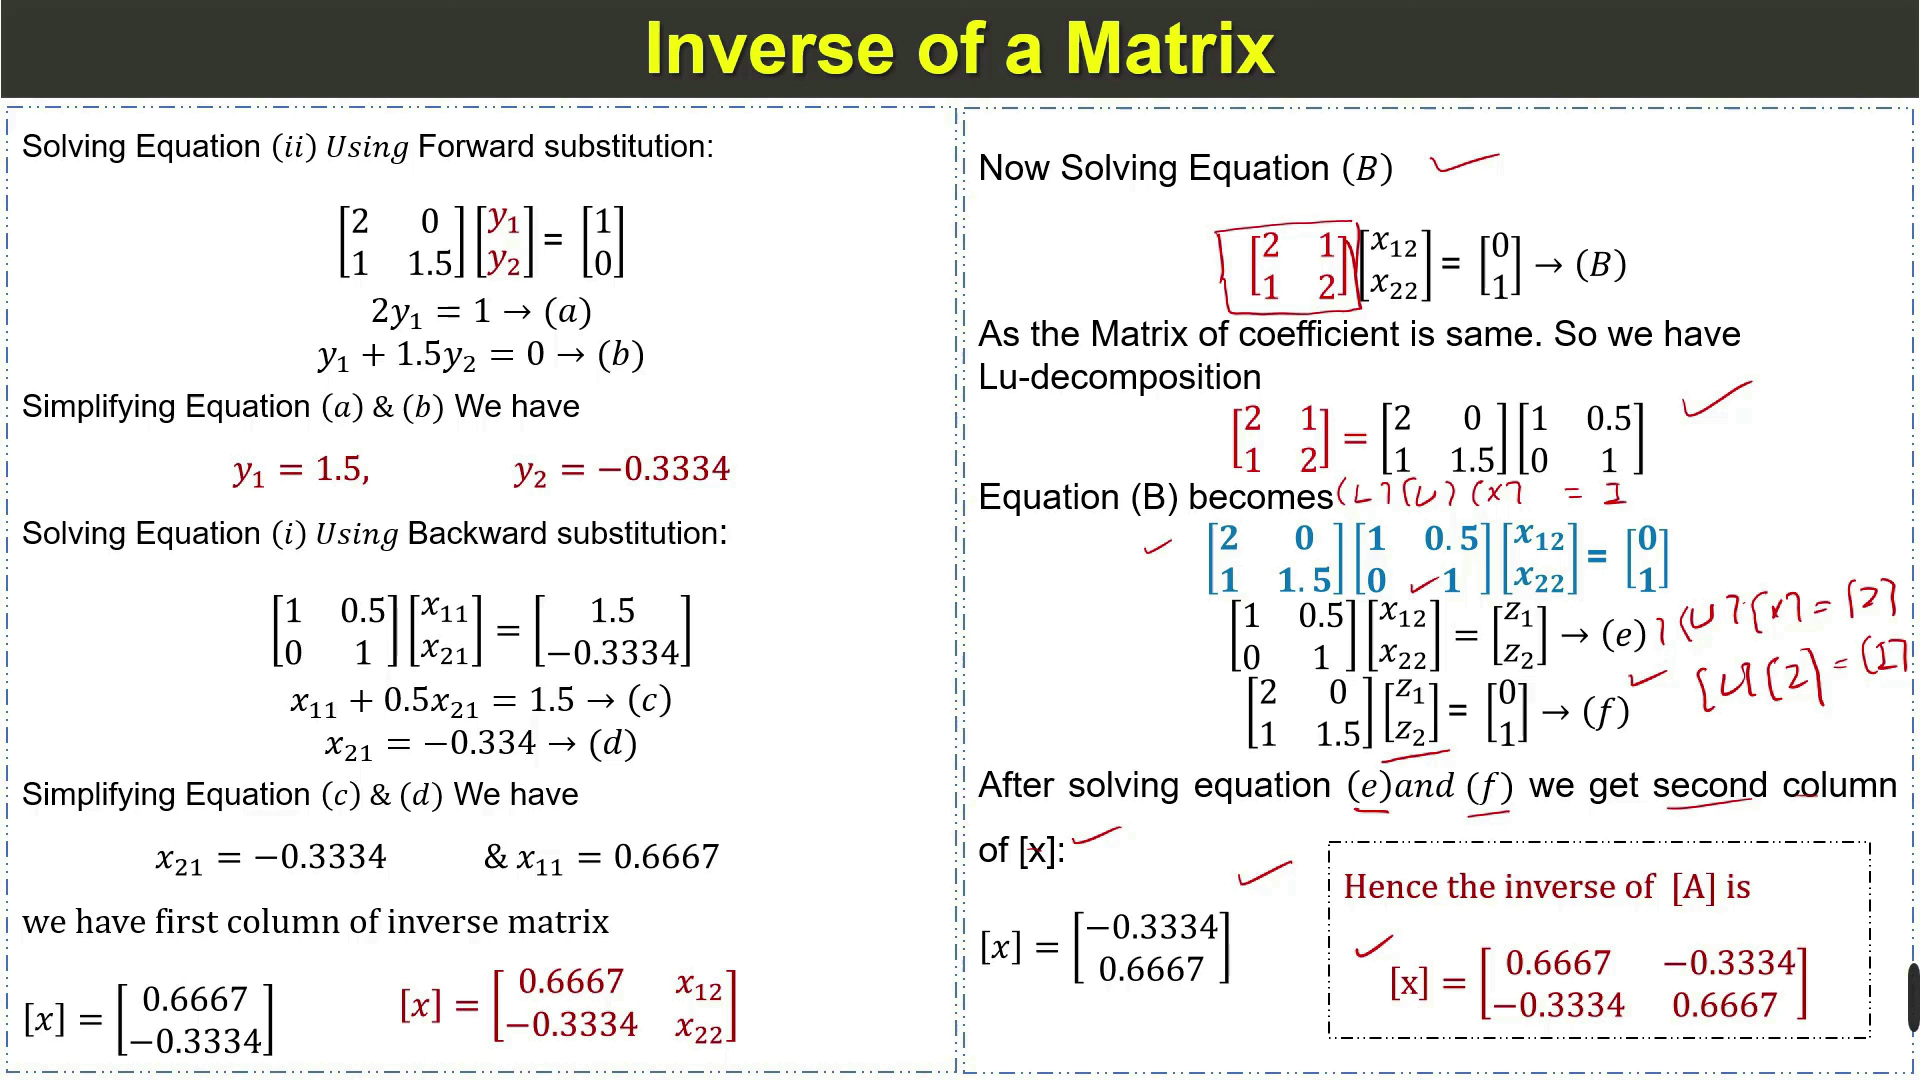 Inverse of a Matrix
Solving Equation (ii) Using Forward substitution:
[2 0
1 1.5] [y₁
y₂] = [1
0]
2y₁ = 1 → (a)
y₁ + 1.5y₂ = 0 → (b)
Simplifying Equation (a) & (b) We have
y₁ = 1.5, y₂ = −0.3334
Solving Equation (i) Using Backward substitution:
[1 0.5
0 1] [x₁₁
x₂₁] = [1.5
−0.3334]
x₁₁ + 0.5x₂₁ = 1.5 → (c)
x₂₁ = −0.334 → (d)
Simplifying Equation (c) & (d) We have
x₂₁ = −0.3334 & x₁₁ = 0.6667
we have first column of inverse matrix
[x] = [0.6667
−0.3334]
[x] = [0.6667 x₁₂
−0.3334 x₂₂]
Now Solving Equation (B)
[2 1
1 2] [x₁₂
x₂₂] = [0
1] → (B)
As the Matrix of coefficient is same. So we have
Lu-decomposition
[2 1
1 2] = [2 0
1 1.5] [1 0.5
0 1]
Equation (B) becomes [L] [U] [x] = I
[2 0
1 1.5] [1 0.5
0 1] [x₁₂
x₂₂] = [0
1]
[1 0.5
0 1] [x₁₂
x₂₂] = [z₁
z₂] → (e) [U] [x] = [2]
[2 0
1 1.5] [z₁
z₂] = [0
1] → (f) [2] = [I]
After solving equation (e)and (f) we get second column
of [x]:
[x] = [−0.3334
0.6667]
Hence the inverse of [A] is
[x] = [0.6667 −0.3334
−0.3334 0.6667]